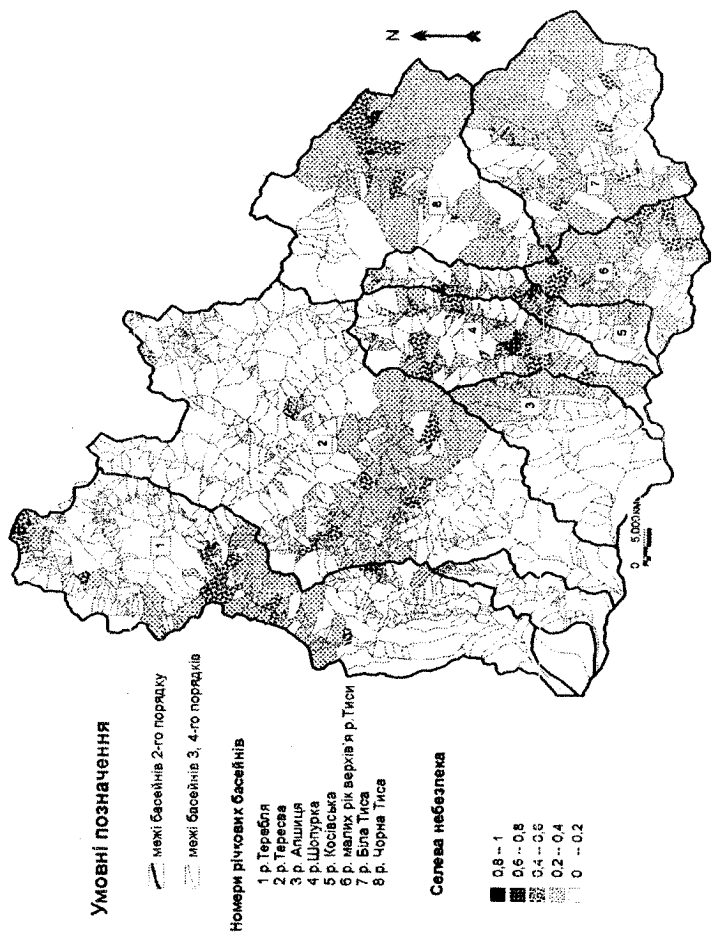 Умовні позначення
межі басейнів 2-го порядку
межі басейнів 3, 4-го порядків
Номери річкових басейнів
1 р. Теребля
2 р. Тересва
3 р. Апшиця
4 р. Шопурка
5 р. Косівська
6 р. малих рік верхів'я р. Тиси
7 р. Біла Тиса
8 р. Чорна Тиса
Селева небезпека
0,8 -- 1
0,6 -- 0,8
0,4 -- 0,6
0,2 -- 0,4
0 -- 0,2
N
1
2
3
4
5
6
7
8
0 5 000 км